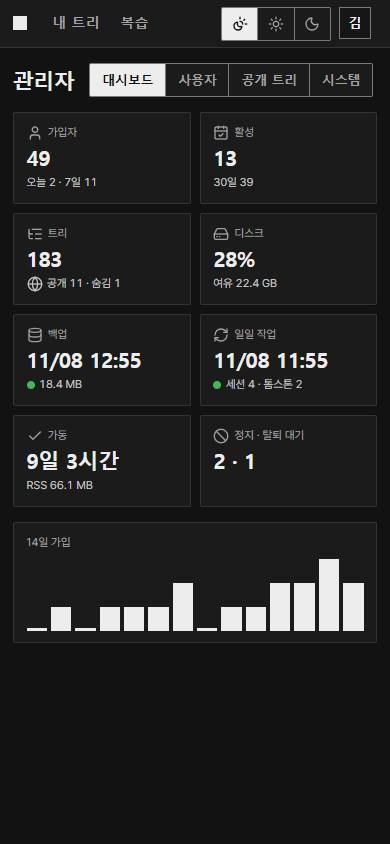 내 트리 복습 김
관리자 대시보드 사용자 공개 트리 시스템
가입자
49
오늘 2 · 7일 11
활성
13
30일 39
트리
183
공개 11 · 숨김 1
디스크
28%
여유 22.4 GB
백업
11/08 12:55
18.4 MB
일일 작업
11/08 11:55
세션 4 · 톰스톤 2
가동
9일 3시간
RSS 66.1 MB
정지 · 탈퇴 대기
2 · 1
14일 가입